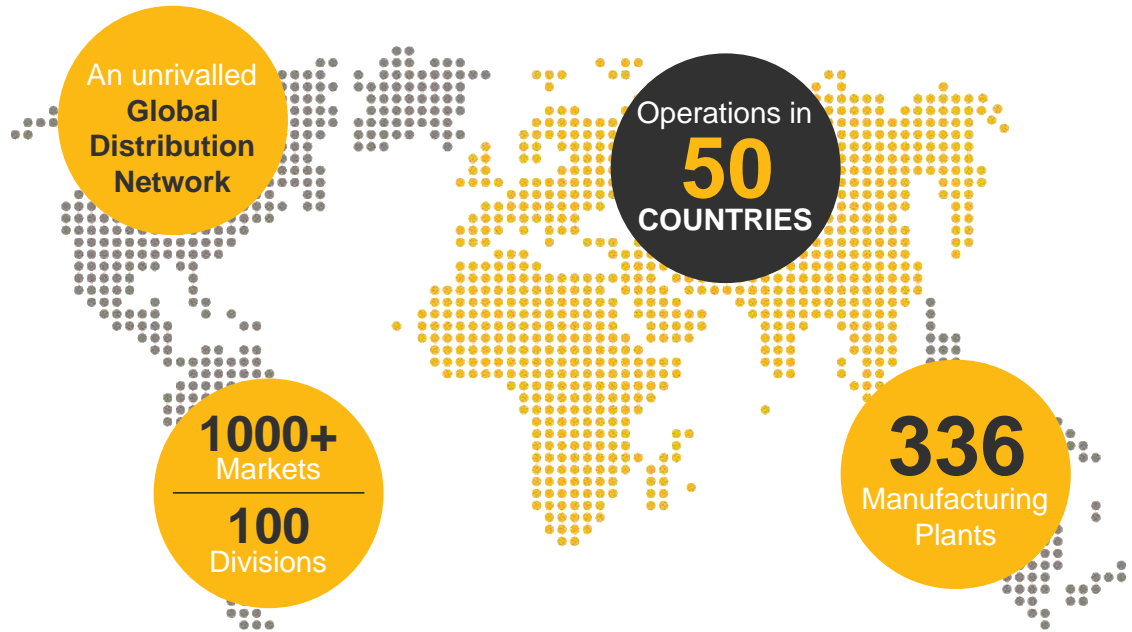 An unrivalled
Global
Distribution
Network
Operations in
50
COUNTRIES
1000+
Markets
100
Divisions
336
Manufacturing
Plants